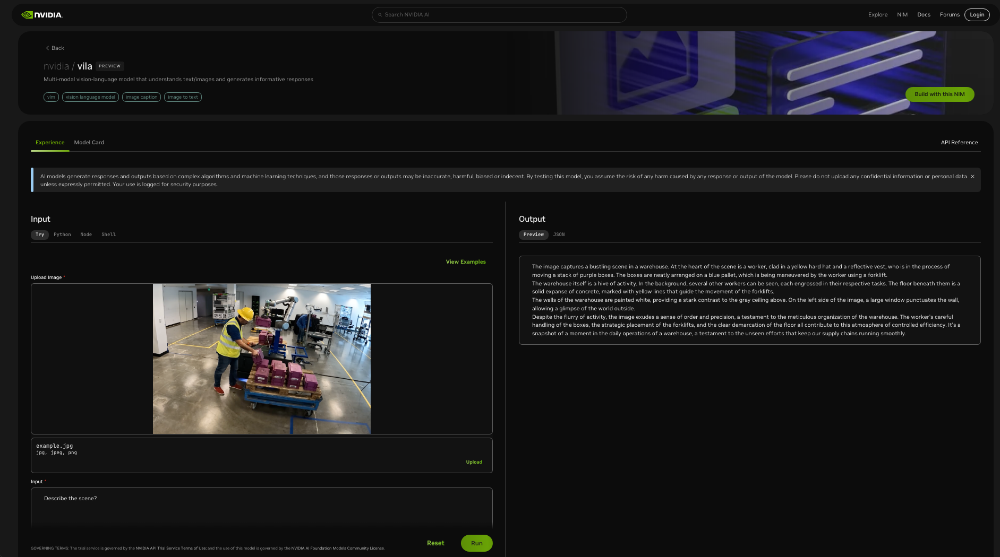 NVIDIA.
Search NVIDIA AI
Explore
NIM
Docs
Forums
Login
Back
nvidia / vila PREVIEW
Multi-modal vision-language model that understands text/images and generates informative responses
vlm
vision language model
image caption
image to text
Build with this NIM
Experience
Model Card
API Reference
AI models generate responses and outputs based on complex algorithms and machine learning techniques, and those responses or outputs may be inaccurate, harmful, biased or indecent. By testing this model, you assume the risk of any harm caused by any response or output of the model. Please do not upload any confidential information or personal data
unless expressly permitted. Your use is logged for security purposes.
Input
Try
Python
Node
Shell
View Examples
Upload Image *
example.jpg
jpg, jpeg, png
Upload
Input *
Describe the scene?
GOVERNING TERMS: The trial service is governed by the NVIDIA API Trial Service Terms of Use; and the use of this model is governed by the NVIDIA AI Foundation Models Community License.
Reset
Run
Output
Preview
JSON
The image captures a bustling scene in a warehouse. At the heart of the scene is a worker, clad in a yellow hard hat and a reflective vest, who is in the process of
moving a stack of purple boxes. The boxes are neatly arranged on a blue pallet, which is being maneuvered by the worker using a forklift.
The warehouse itself is a hive of activity. In the background, several other workers can be seen, each engrossed in their respective tasks. The floor beneath them is a
solid expanse of concrete, marked with yellow lines that guide the movement of the forklifts.
The walls of the warehouse are painted white, providing a stark contrast to the gray ceiling above. On the left side of the image, a large window punctuates the wall,
allowing a glimpse of the world outside.
Despite the flurry of activity, the image exudes a sense of order and precision, a testament to the meticulous organization of the warehouse. The worker's careful
handling of the boxes, the strategic placement of the forklifts, and the clear demarcation of the floor all contribute to this atmosphere of controlled efficiency. It's a
snapshot of a moment in the daily operations of a warehouse, a testament to the unseen efforts that keep our supply chains running smoothly.